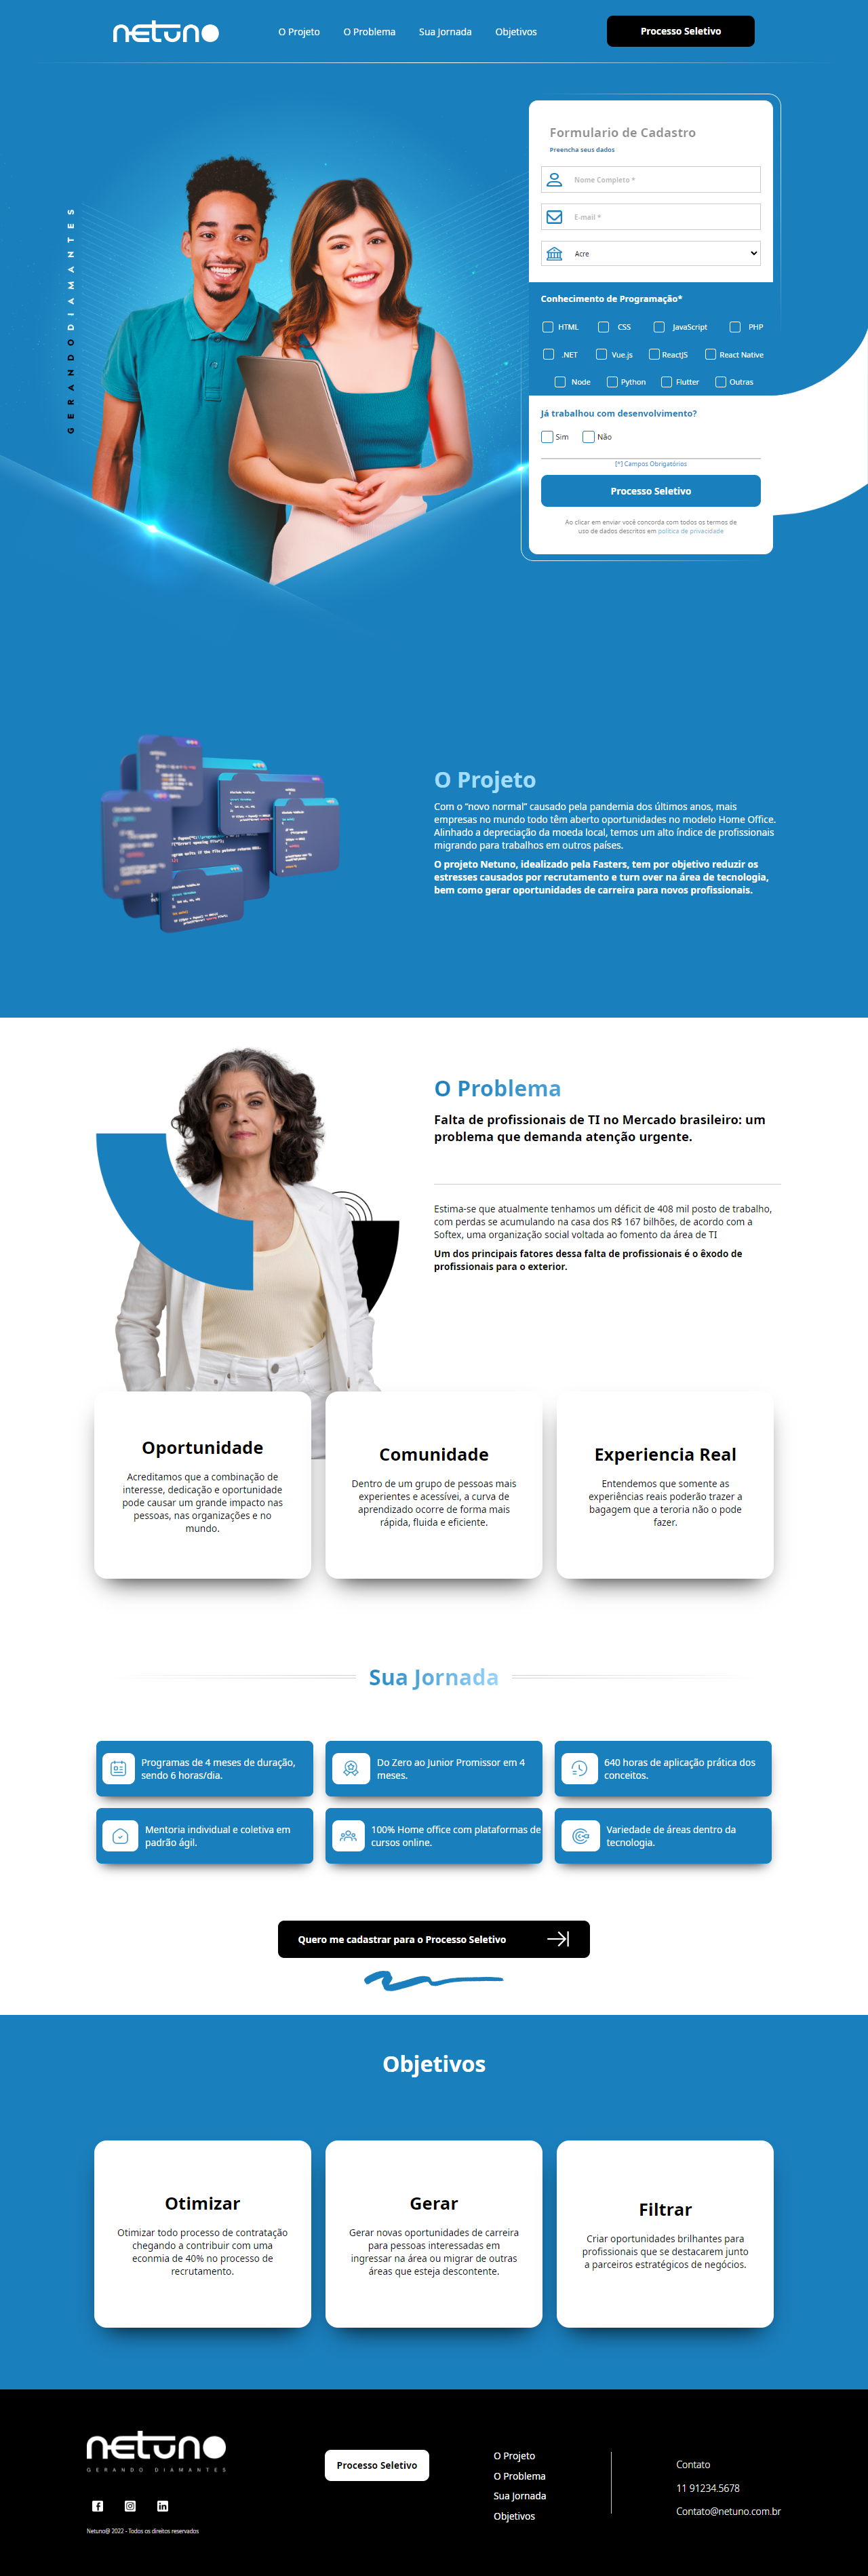 netuno
O Projeto
O Problema
Sua Jornada
Objetivos
Processo Seletivo
GERANDODIAMANTES
Formulario de Cadastro
Preencha seus dados
Nome Completo *
E-mail *
Acre
Conhecimento de Programação*
HTML
CSS
JavaScript
PHP
.NET
Vue.js
ReactJS
React Native
Node
Python
Flutter
Outras
Já trabalhou com desenvolvimento?
Sim
Não
[*] Campos Obrigatórios
Processo Seletivo
Ao clicar em enviar você concorda com todos os termos de
uso de dados descritos em politica de privacidade
O Projeto
Com o “novo normal” causado pela pandemia dos últimos anos, mais
empresas no mundo todo têm aberto oportunidades no modelo Home Office.
Alinhado a depreciação da moeda local, temos um alto índice de profissionais
migrando para trabalhos em outros países.
O projeto Netuno, idealizado pela Fasters, tem por objetivo reduzir os
estresses causados por recrutamento e turn over na área de tecnologia,
bem como gerar oportunidades de carreira para novos profissionais.
O Problema
Falta de profissionais de TI no Mercado brasileiro: um
problema que demanda atenção urgente.
Estima-se que atualmente tenhamos um déficit de 408 mil posto de trabalho,
com perdas se acumulando na casa dos R$ 167 bilhões, de acordo com a
Softex, uma organização social voltada ao fomento da área de TI
Um dos principais fatores dessa falta de profissionais é o êxodo de
profissionais para o exterior.
Oportunidade
Acreditamos que a combinação de
interesse, dedicação e oportunidade
pode causar um grande impacto nas
pessoas, nas organizações e no
mundo.
Comunidade
Dentro de um grupo de pessoas mais
experientes e acessível, a curva de
aprendizado ocorre de forma mais
rápida, fluida e eficiente.
Experiencia Real
Entendemos que somente as
experiências reais poderão trazer a
bagagem que a teroria não o pode
fazer.
Sua Jornada
Programas de 4 meses de duração,
sendo 6 horas/dia.
Do Zero ao Junior Promissor em 4
meses.
640 horas de aplicação prática dos
conceitos.
Mentoria individual e coletiva em
padrão ágil.
100% Home office com plataformas de
cursos online.
Variedade de áreas dentro da
tecnologia.
Quero me cadastrar para o Processo Seletivo
Objetivos
Otimizar
Otimizar todo processo de contratação
chegando a contribuir com uma
econmia de 40% no processo de
recrutamento.
Gerar
Gerar novas oportunidades de carreira
para pessoas interessadas em
ingressar na área ou migrar de outras
áreas que esteja descontente.
Filtrar
Criar oportunidades brilhantes para
profissionais que se destacarem junto
a parceiros estratégicos de negócios.
netuno
GERANDO DIAMANTES
Netuno@ 2022 - Todos os direitos reservados
Processo Seletivo
O Projeto
O Problema
Sua Jornada
Objetivos
Contato
11 91234.5678
Contato@netuno.com.br